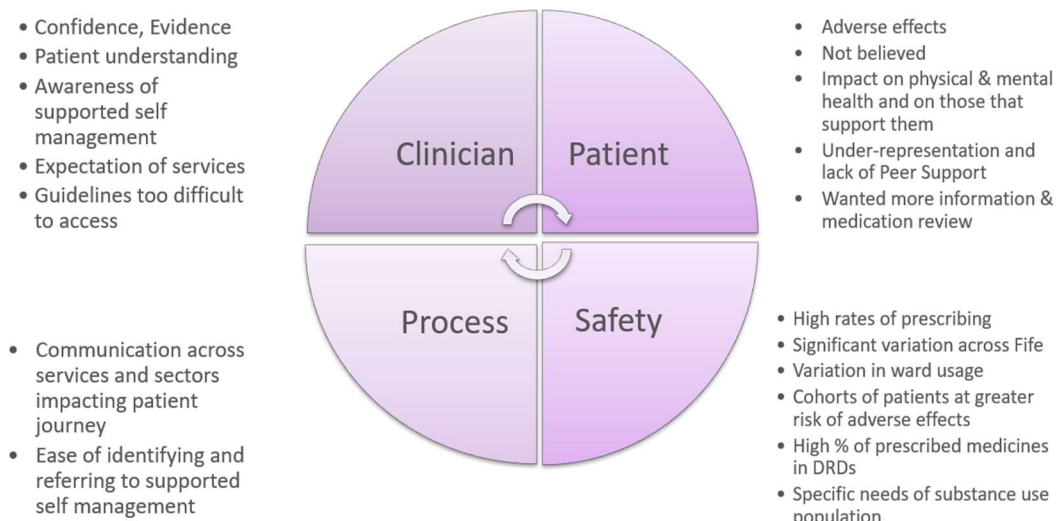 • Confidence, Evidence
• Patient understanding
• Awareness of
supported self
management
• Expectation of services
• Guidelines too difficult
to access
Clinician
Patient
• Adverse effects
• Not believed
• Impact on physical & mental
health and on those that
support them
• Under-representation and
lack of Peer Support
• Wanted more information &
medication review
Process
Safety
• Communication across
services and sectors
impacting patient
journey
• Ease of identifying and
referring to supported
self management
• High rates of prescribing
• Significant variation across Fife
• Variation in ward usage
• Cohorts of patients at greater
risk of adverse effects
• High % of prescribed medicines
in DRDs
• Specific needs of substance use
population